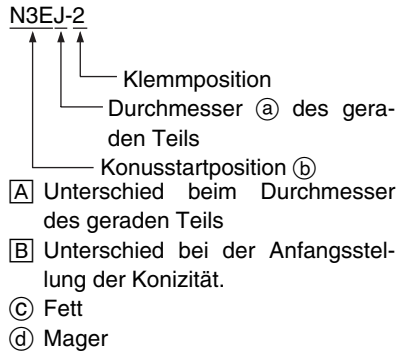 N3EJ-2
Klemmposition
Durchmesser ⓐ des gera-
den Teils
Konusstartposition ⓑ
A Unterschied beim Durchmesser
des geraden Teils
B Unterschied bei der Anfangsstel-
lung der Konizität.
ⓒ Fett
ⓓ Mager